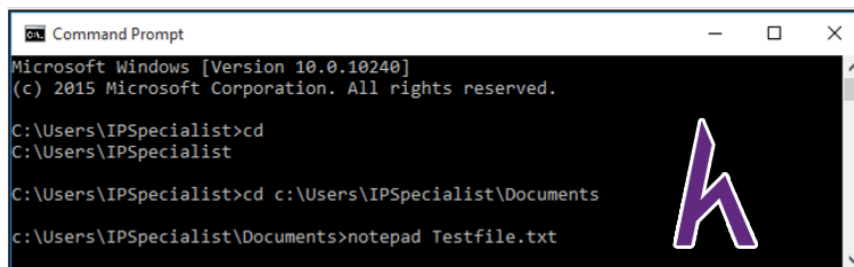 Command Prompt
Microsoft Windows [Version 10.0.10240]
(c) 2015 Microsoft Corporation. All rights reserved.
C:\Users\IPSpecialist>cd
C:\Users\IPSpecialist
C:\Users\IPSpecialist>cd c:\Users\IPSpecialist\Documents
c:\Users\IPSpecialist\Documents>notepad Testfile.txt